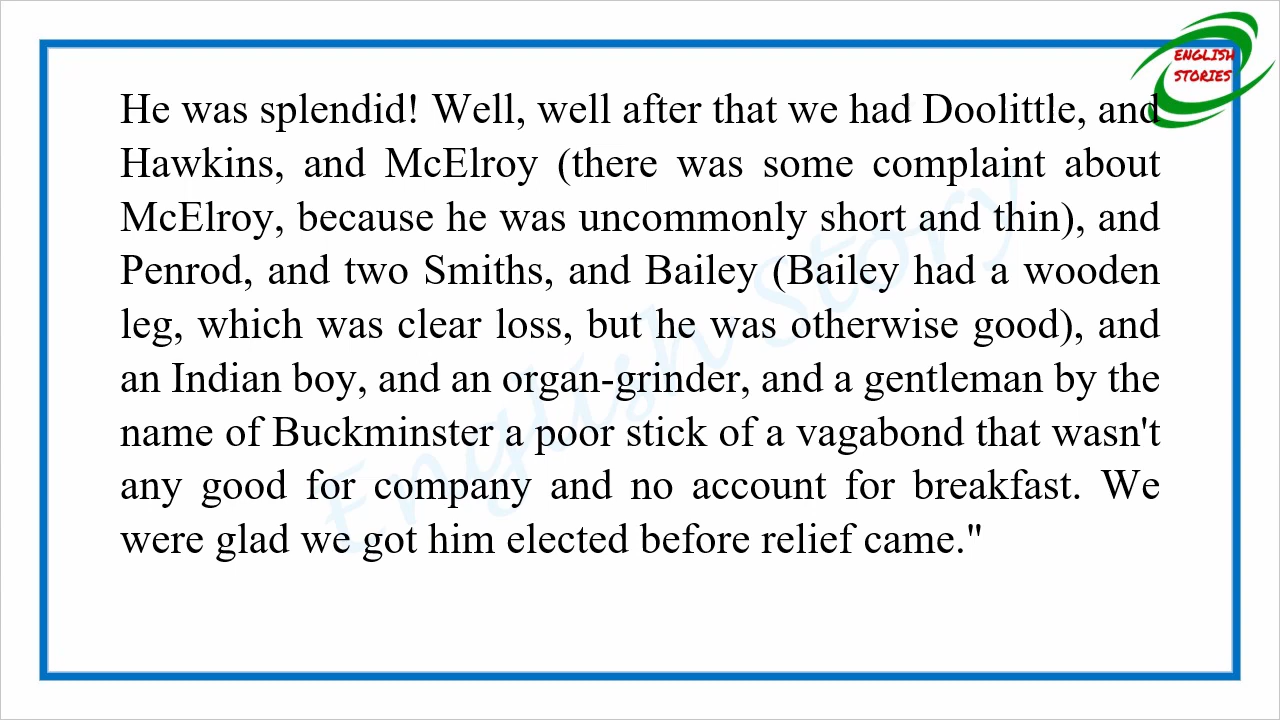 ENGLISH
STORIES
He was splendid! Well, well after that we had Doolittle, and
Hawkins, and McElroy (there was some complaint about
McElroy, because he was uncommonly short and thin), and
Penrod, and two Smiths, and Bailey (Bailey had a wooden
leg, which was clear loss, but he was otherwise good), and
an Indian boy, and an organ-grinder, and a gentleman by the
name of Buckminster a poor stick of a vagabond that wasn't
any good for company and no account for breakfast. We
were glad we got him elected before relief came."
English Story